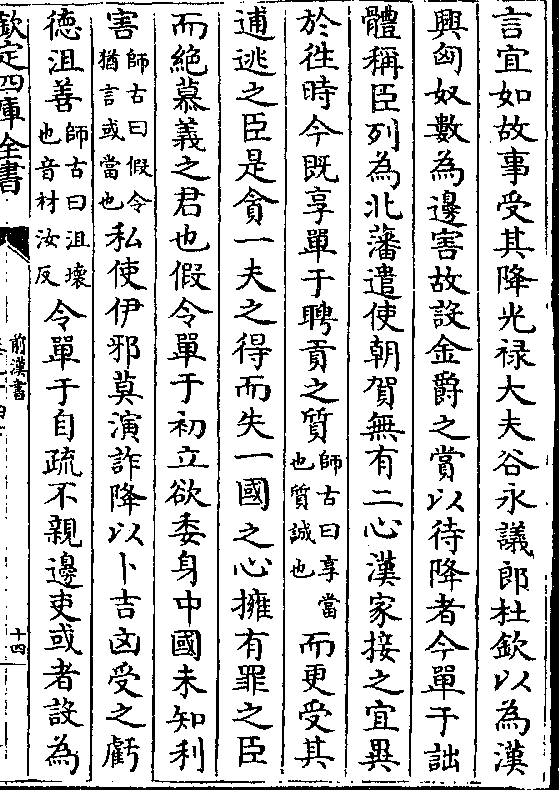 言宜如故事受其降光禄大夫谷永議郎杜欽以為漢
興匈奴數為邊害故設金爵之賞以待降者今單于詘
體稱臣列為北藩遣使朝賀無有二心漢家接之宜異
於徃時今既享單于聘貢之質師古曰享當也質誠也而更受其
逋逃之臣是貪一夫之得而失一國之心擁有罪之臣
而絶慕義之君也假令單于初立欲委身中國未知利
害師古曰假令猶言或當也私使伊邪莫演詐降以卜吉凶受之虧
徳沮善師古曰沮壞也音材汝反令單于自疏不親邊吏或者設為
欽定四庫全書
前漢書
十四